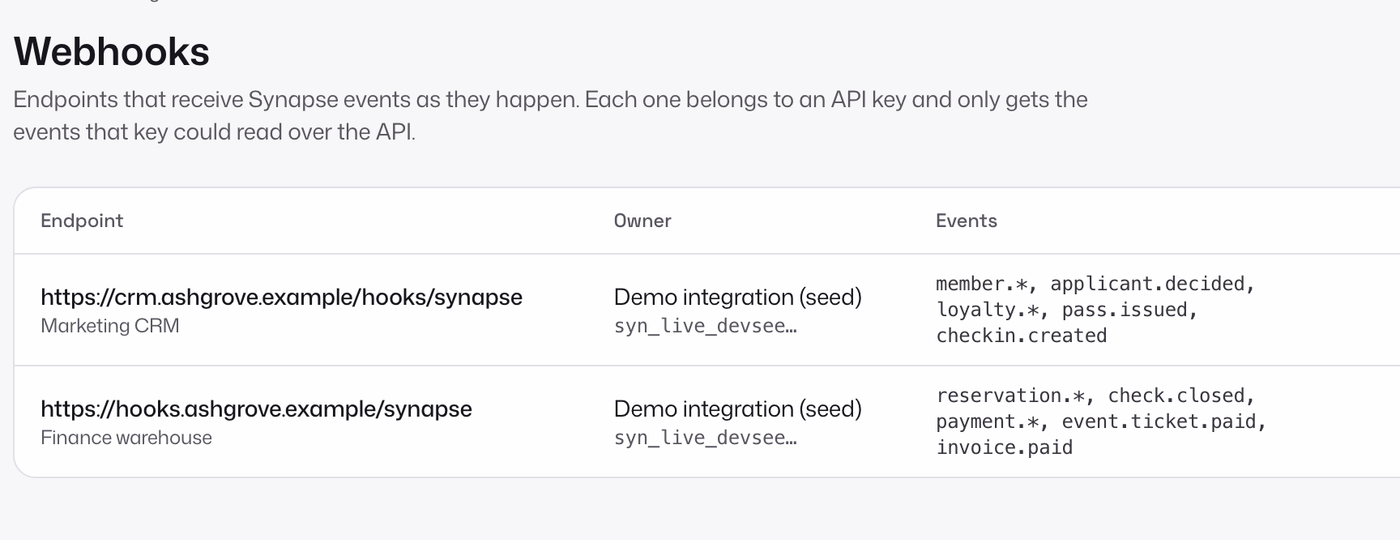 Webhooks
Endpoints that receive Synapse events as they happen. Each one belongs to an API key and only gets the
events that key could read over the API.
Endpoint Owner Events
https://crm.ashgrove.example/hooks/synapse
Marketing CRM
Demo integration (seed)
syn_live_devsee…
member.*, applicant.decided,
loyalty.*, pass.issued,
checkin.created
https://hooks.ashgrove.example/synapse
Finance warehouse
Demo integration (seed)
syn_live_devsee…
reservation.*, check.closed,
payment.*, event.ticket.paid,
invoice.paid